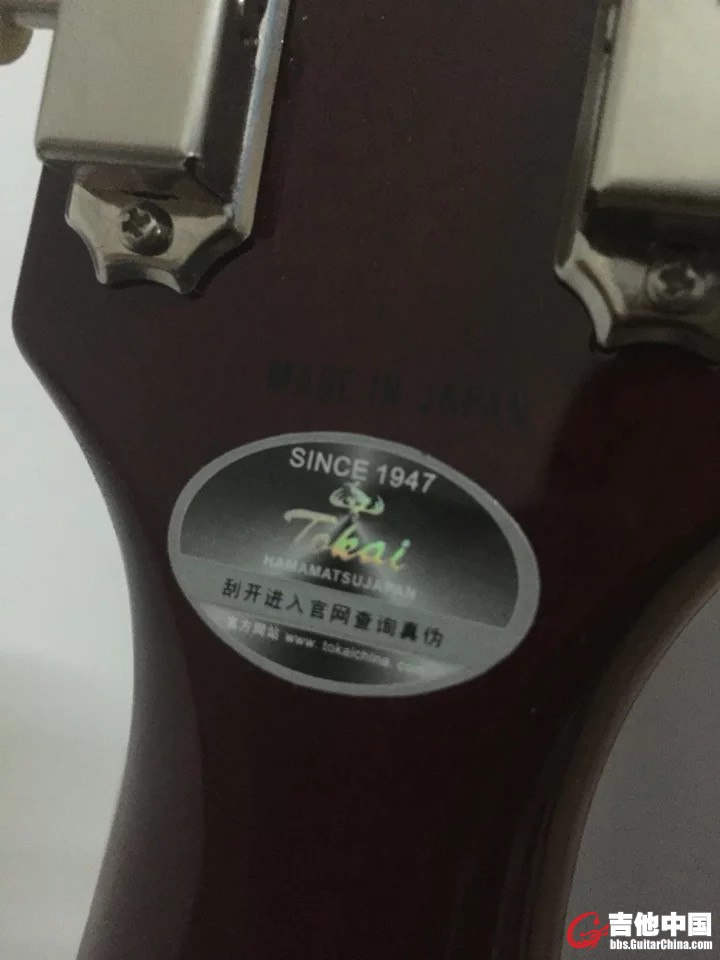 MADE IN JAPAN
SINCE 1947
Tokai
HAMAMATSUJAPAN
刮开进入官网查询真伪
官方网站 www. tokaichina.
吉他中国
bbs.GuitarChina.com